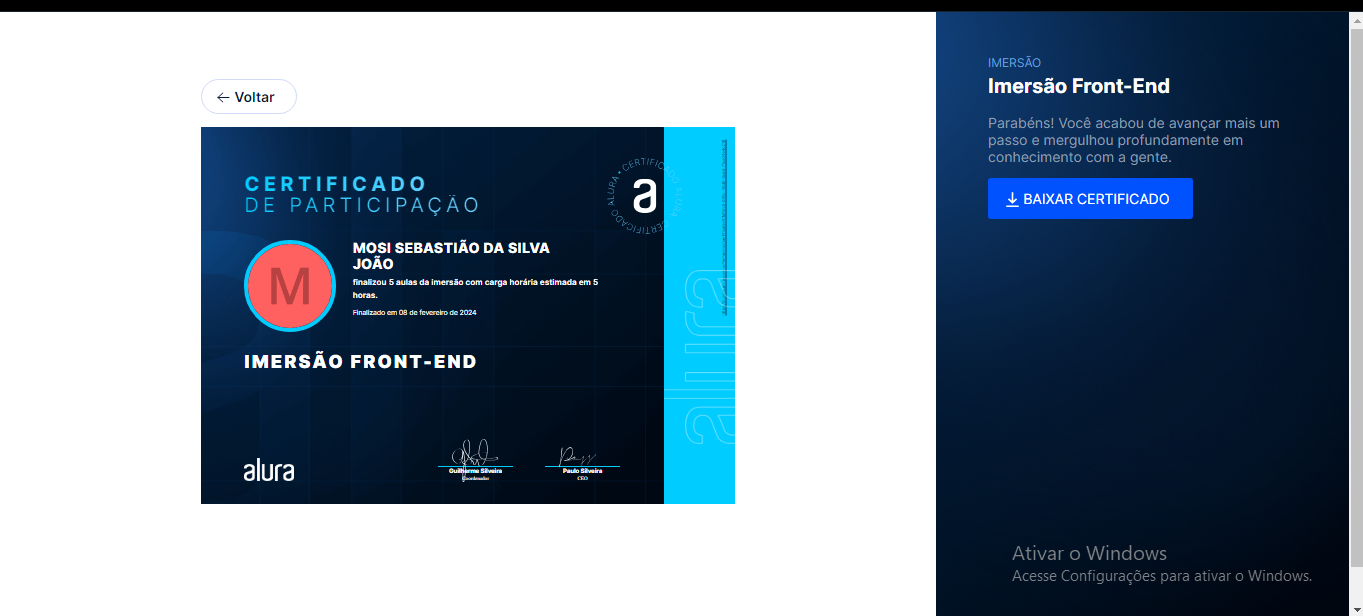 ← Voltar
CERTIFICADO
DE PARTICIPAÇÃO
CERTIFICADO ALURA • CERTIFICADO ALURA •
a
M
MOSI SEBASTIÃO DA SILVA
JOÃO
finalizou 5 aulas da imersão com carga horária estimada em 5
horas.
Finalizado em 08 de fevereiro de 2024
IMERSÃO FRONT-END
alura
Guilherme Silveira
Coordenador
Paulo Silveira
CEO
alura
IMERSÃO
Imersão Front-End
Parabéns! Você acabou de avançar mais um
passo e mergulhou profundamente em
conhecimento com a gente.
BAIXAR CERTIFICADO
Ativar o Windows
Acesse Configurações para ativar o Windows.